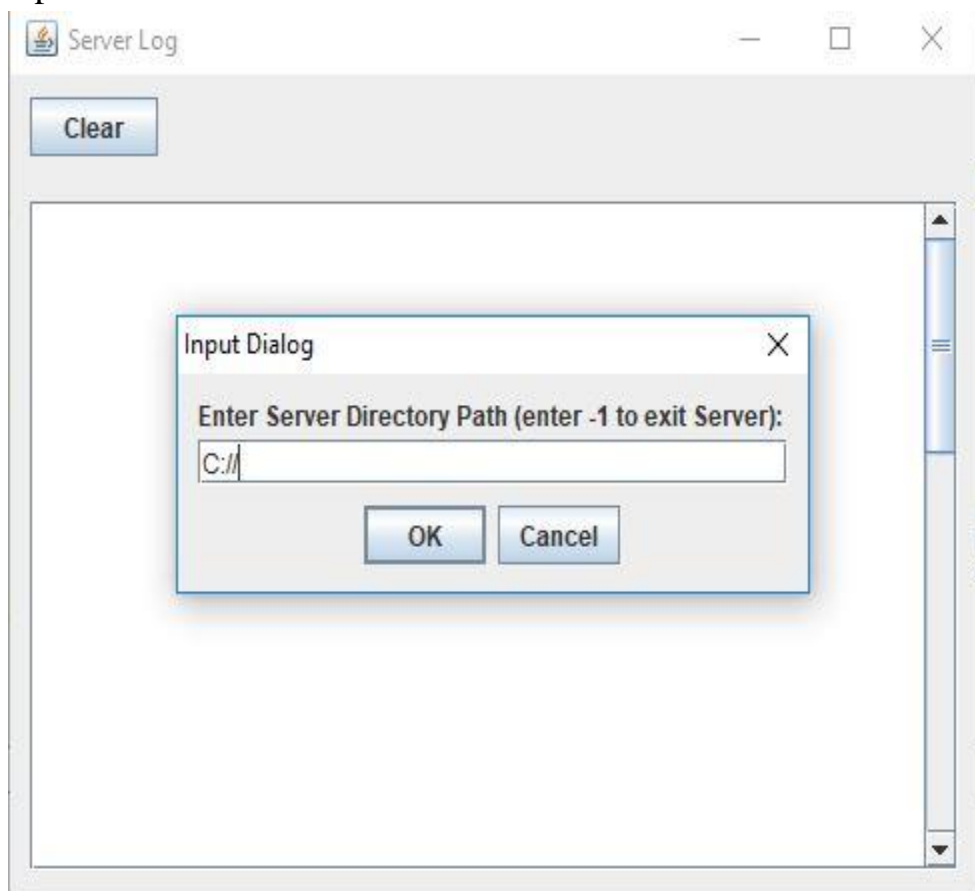 Server Log
Clear
Input Dialog
Enter Server Directory Path (enter -1 to exit Server):
C://
OK Cancel